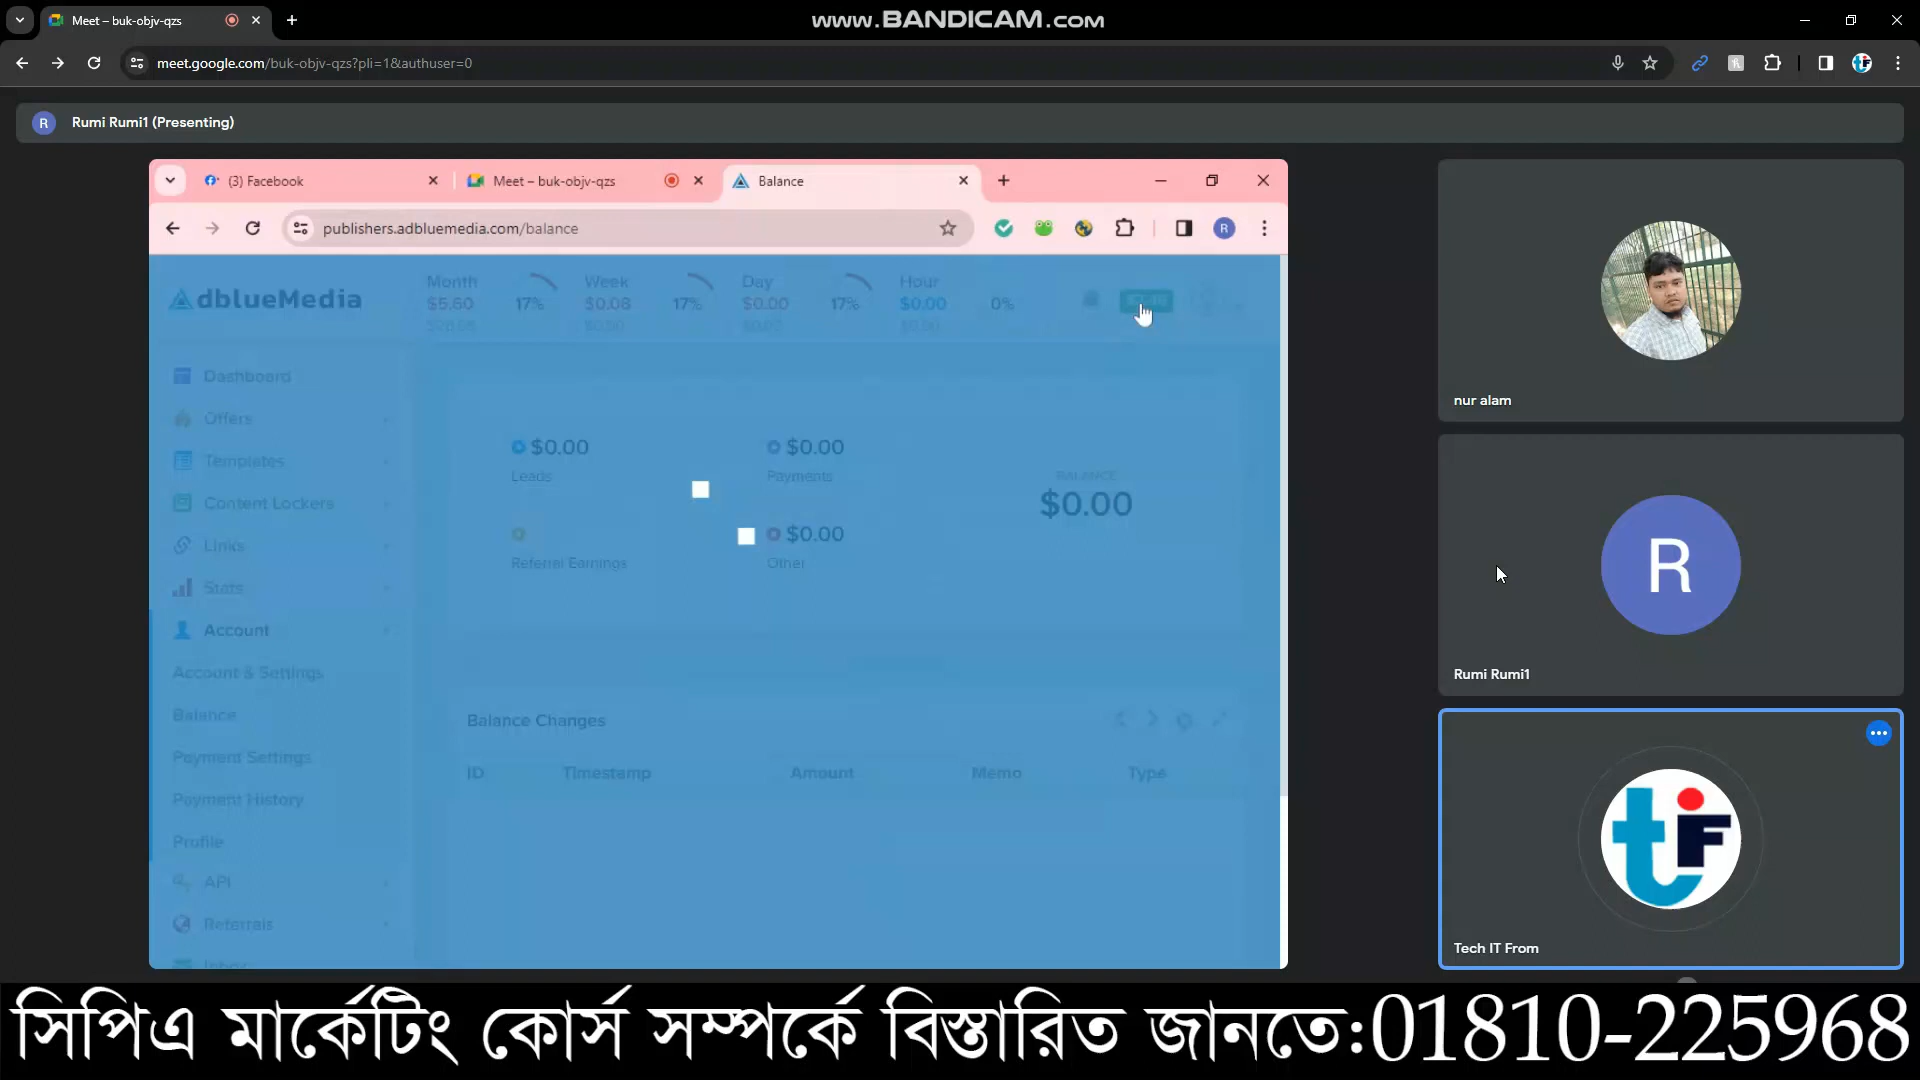 Meet – buk-objv-qzs
www.BANDICAM.com
meet.google.com/buk-objv-qzs?pli=1&authuser=0
R
Rumi Rumi1 (Presenting)
(3) Facebook
Meet – buk-objv-qzs
Balance
publishers.adbluemedia.com/balance
R
dblueMedia
Month
$5.60
17%
Week
$0.08
17%
Day
$0.00
17%
Hour
$0.00
0%
Dashboard
Offers
Templates
Content Lockers
Links
Stats
Account
Account & Settings
Balance
Payment Settings
Payment History
Profile
API
Referrals
Inbox
$0.00
Leads
$0.00
Payments
Referral Earnings
$0.00
Other
BALANCE
$0.00
Balance Changes
ID Timestamp Amount Memo Type
nur alam
R
Rumi Rumi1
tiF
Tech IT From
সিপিএ মার্কেটিং কোর্স সম্পর্কে বিস্তারিত জানতে:01810-225968